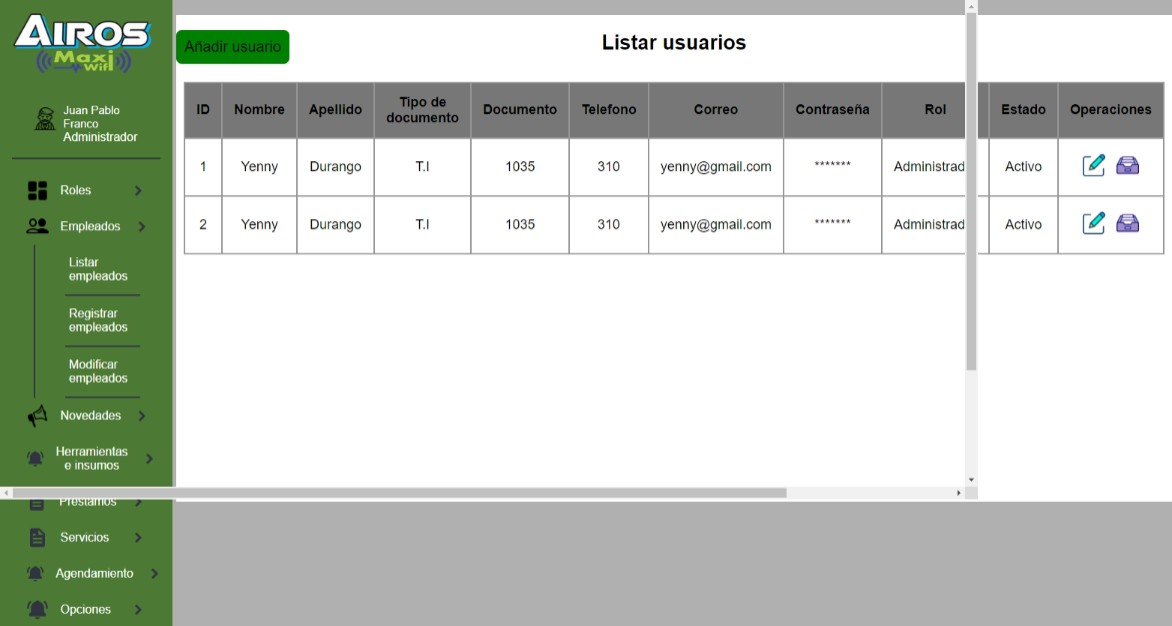 AIROS
Maxi
wifi
Juan Pablo
Franco
Administrador
Roles
Empleados
Listar
empleados
Registrar
empleados
Modificar
empleados
Novedades
Herramientas
e insumos
Prestamos
Servicios
Agendamiento
Opciones
Añadir usuario
Listar usuarios
ID Nombre Apellido Tipo de documento Documento Telefono Correo Contraseña Rol Estado Operaciones
1 Yenny Durango T.I 1035 310 yenny@gmail.com ******* Administrad Activo
2 Yenny Durango T.I 1035 310 yenny@gmail.com ******* Administrad Activo